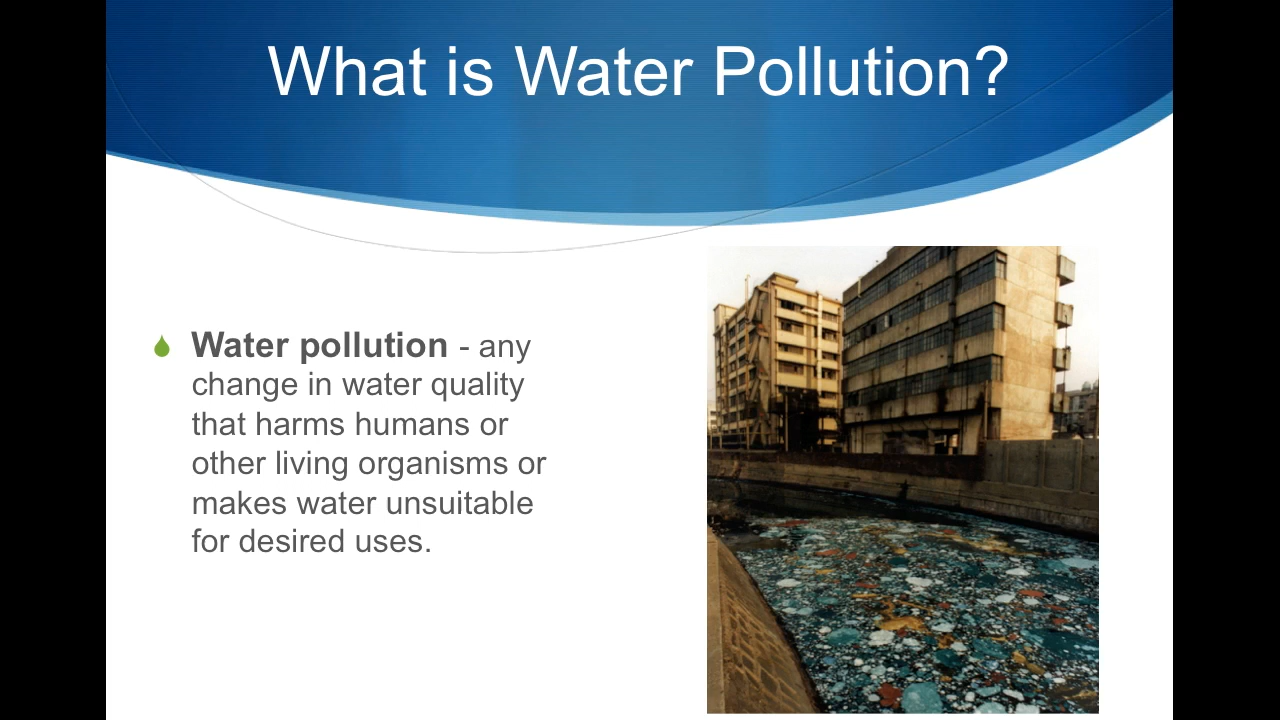 What is Water Pollution?
Water pollution - any
change in water quality
that harms humans or
other living organisms or
makes water unsuitable
for desired uses.